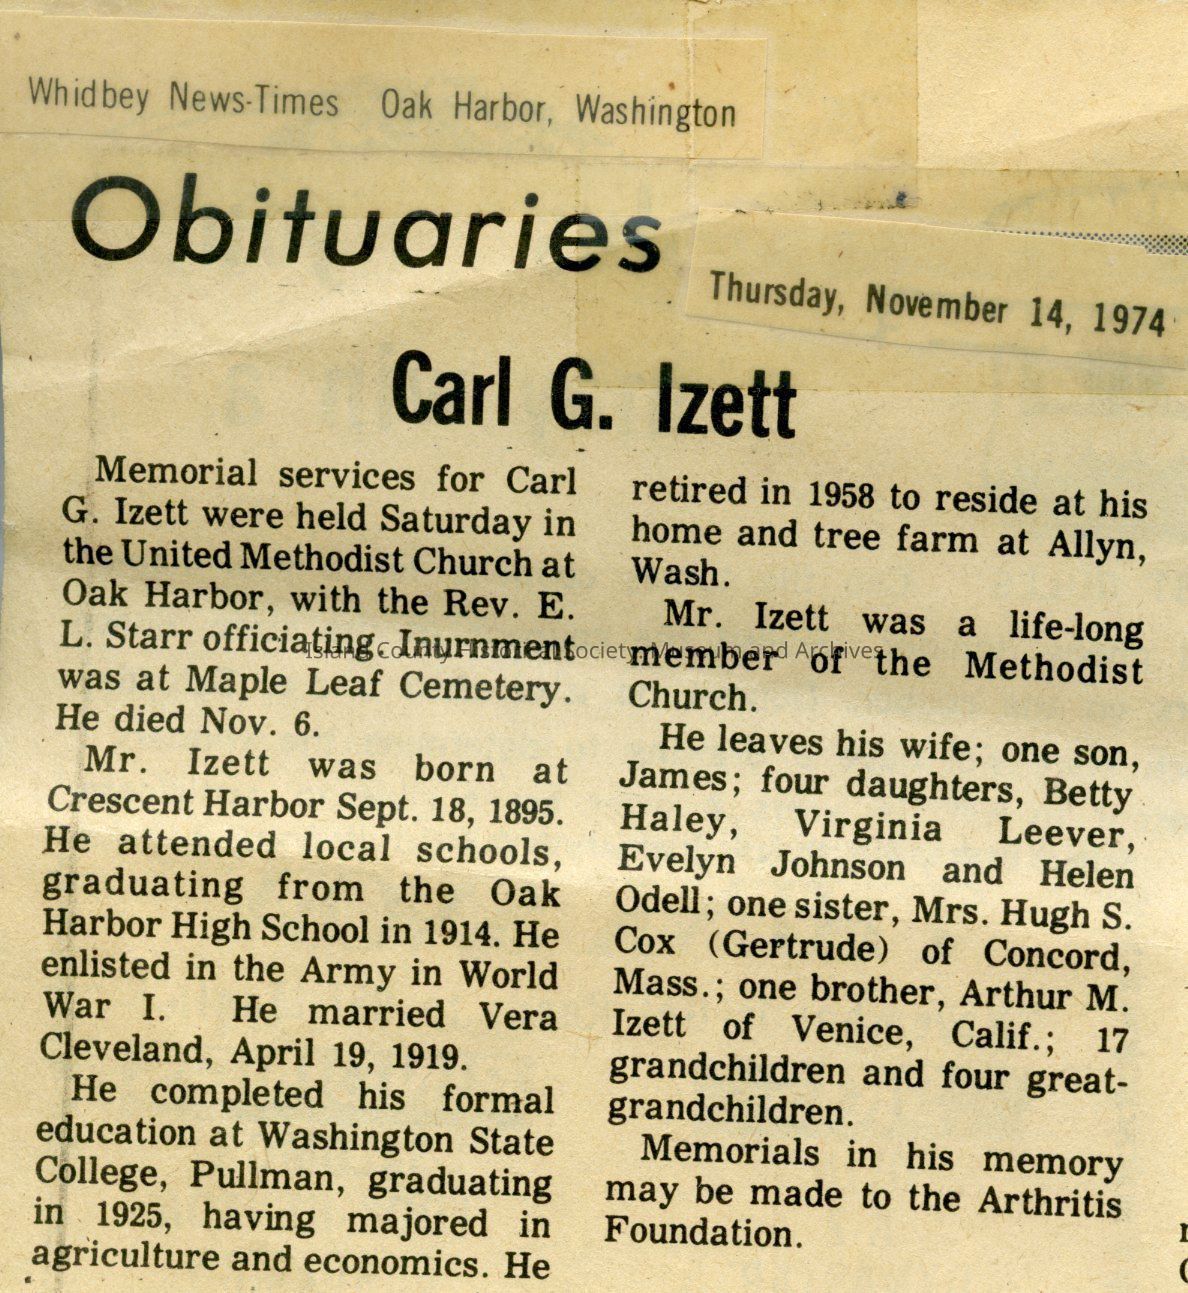 Whidbey News-Times Oak Harbor, Washington
Obituaries
Thursday, November 14, 1974
Carl G. Izett
Memorial services for Carl
G. Izett were held Saturday in
the United Methodist Church at
Oak Harbor, with the Rev. E.
L. Starr officiating. Inurnment
was at Maple Leaf Cemetery.
He died Nov. 6.
Mr. Izett was born at
Crescent Harbor Sept. 18, 1895.
He attended local schools,
graduating from the Oak
Harbor High School in 1914. He
enlisted in the Army in World
War I. He married Vera
Cleveland, April 19, 1919.
He completed his formal
education at Washington State
College, Pullman, graduating
in 1925, having majored in
agriculture and economics. He
retired in 1958 to reside at his
home and tree farm at Allyn,
Wash.
Mr. Izett was a life-long
member of the Methodist
Church.
He leaves his wife; one son,
James; four daughters, Betty
Haley, Virginia Leever,
Evelyn Johnson and Helen
Odell; one sister, Mrs. Hugh S.
Cox (Gertrude) of Concord,
Mass.; one brother, Arthur M.
Izett of Venice, Calif.; 17
grandchildren and four great-
grandchildren.
Memorials in his memory
may be made to the Arthritis
Foundation.
Island County Historical Society, Museum and Archives